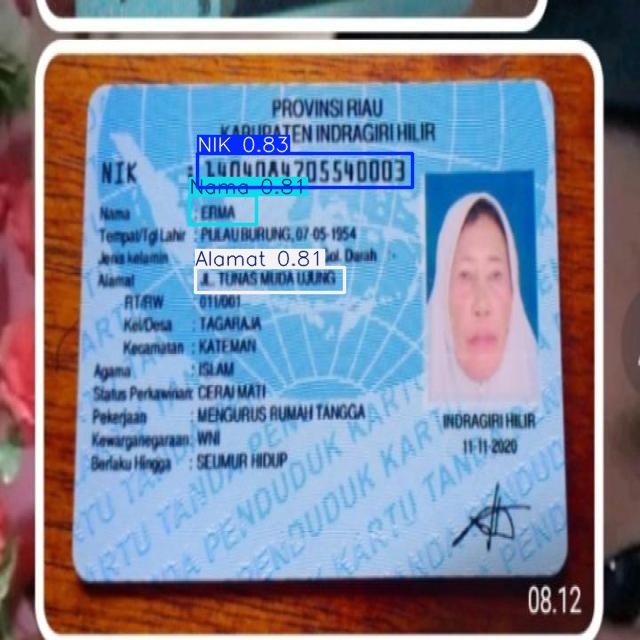 PROVINSI RIAU
KABUPATEN INDRAGIRI HILIR
NIK 0.83
NIK :
Nama 0.81
Nama : ERMA
Tempat/Tgl Lahir : PULAU BURUNG, 07-05-1954
Jenis kelamin Gol. Darah : -
Alamat 0.81
Alamat JL. TUNAS MUDA UJUNG
RT/RW : 011/001
Kel/Desa : TAGARAJA
Kecamatan : KATEMAN
Agama : ISLAM
Status Perkawinan: CERAI MATI
Pekerjaan : MENGURUS RUMAH TANGGA
Kewarganegaraan: WNI
Berlaku Hingga : SEUMUR HIDUP
INDRAGIRI HILIR
11-11-2020
KARTU TANDA PENDUDUK
08.12